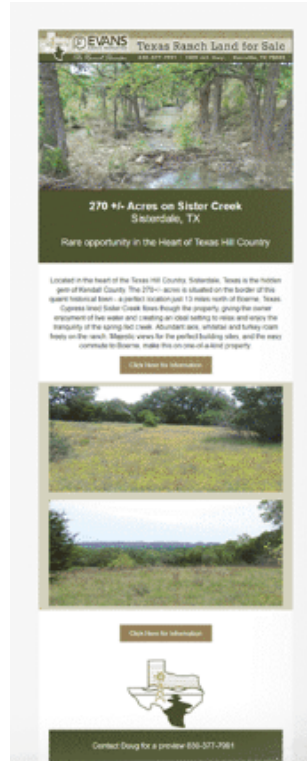 EVANS
Texas Ranch Land for Sale
270 +/- Acres on Sister Creek
Sisterdale, TX
Rare opportunity in the Heart of Texas Hill Country
Located in the heart of the Texas Hill Country, Sisterdale, Texas is the hidden
gem of Kendall County. The 270+/- acres is situated on the border of this
quaint historical town - a perfect location just 13 miles north of Boerne, Texas.
Cypress lined Sister Creek flows though the property, giving the owner
enjoyment of live water and creating an ideal setting to relax and enjoy the
tranquility of the spring fed creek. Abundant axis, whitetail and turkey roam
freely on the ranch. Majestic views for the perfect building sites, and the easy
commute to Boerne, make this on one-of-a-kind property
Click Here for Information
Click Here for Information
Contact Doug for a preview 830-377-7091